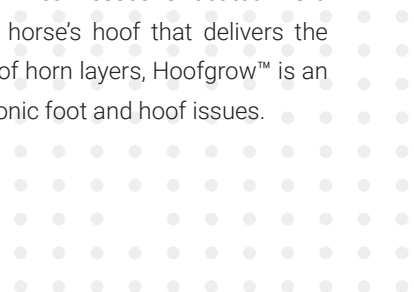 horse’s hoof that delivers the
of horn layers, Hoofgrow™ is an
onic foot and hoof issues.